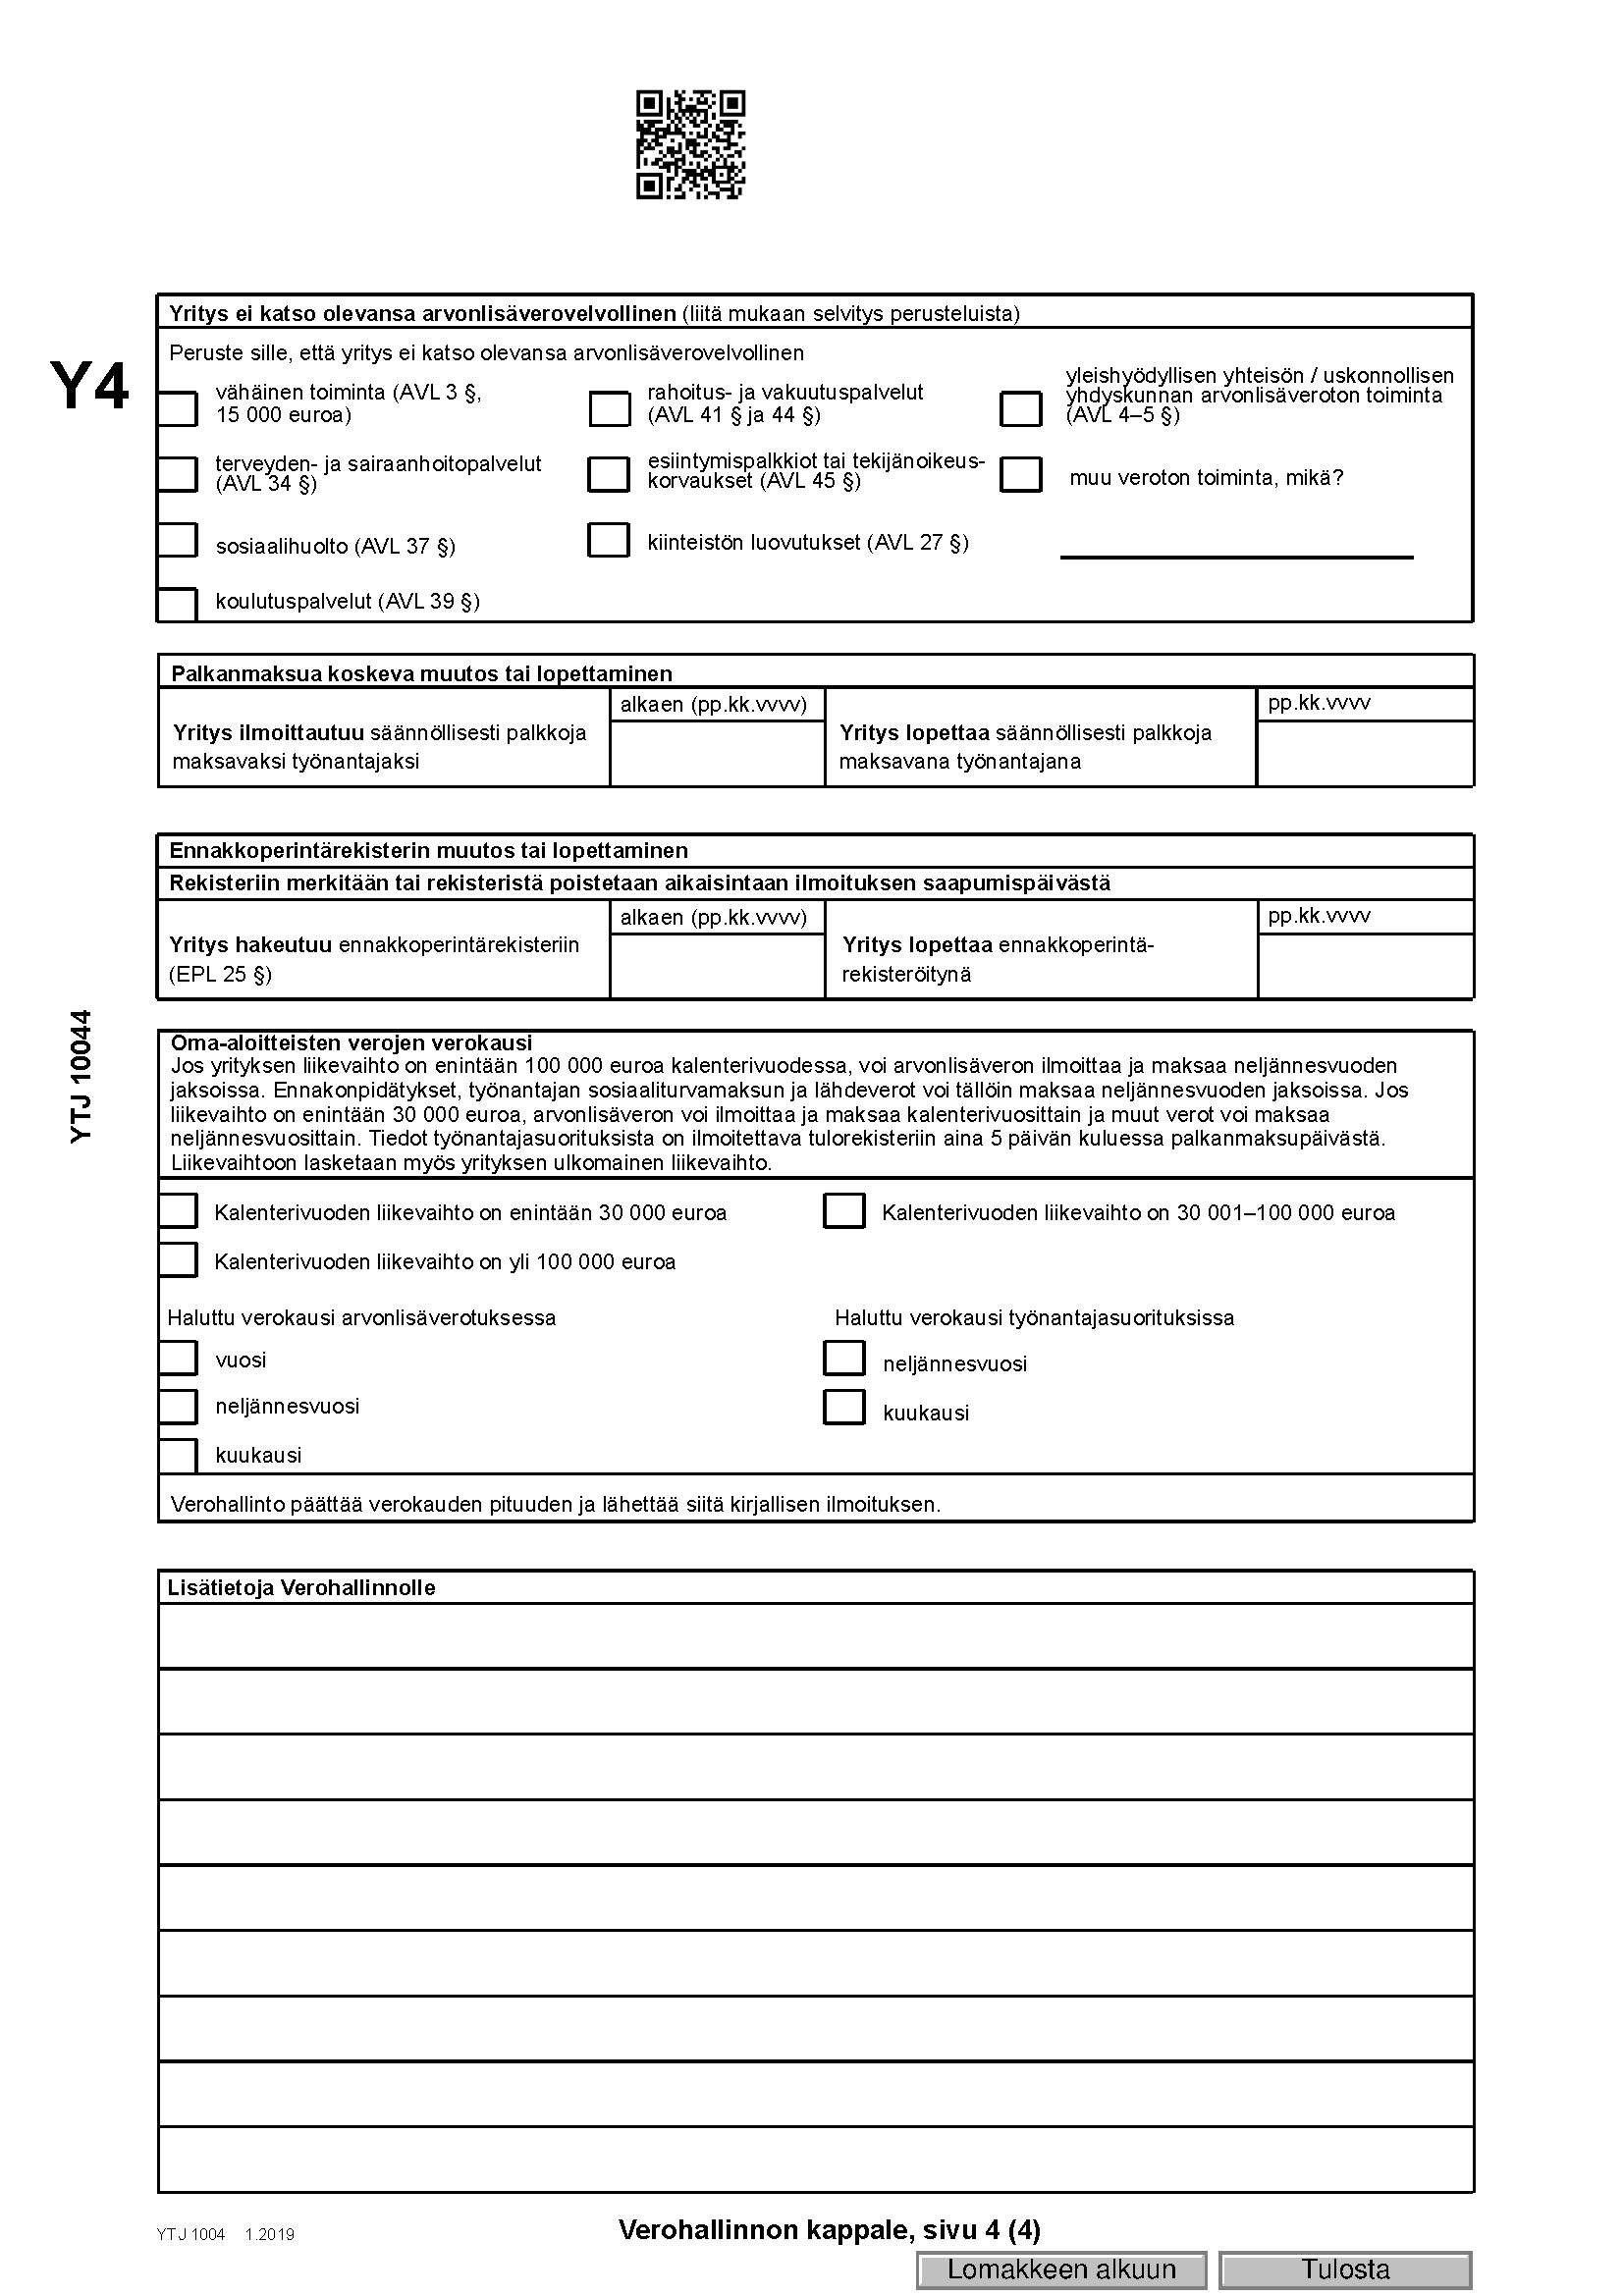 Yritys ei katso olevansa arvonlisäverovelvollinen (liitä mukaan selvitys perusteluista)
Y4
Peruste sille, että yritys ei katso olevansa arvonlisäverovelvollinen
vähäinen toiminta (AVL 3 §,
15 000 euroa)
rahoitus- ja vakuutuspalvelut
(AVL 41 § ja 44 §)
yleishyödyllisen yhteisön / uskonnollisen
yhdyskunnan arvonlisäveroton toiminta
(AVL 4–5 §)
terveyden- ja sairaanhoitopalvelut
(AVL 34 §)
esiintymispalkkiot tai tekijänoikeus-
korvaukset (AVL 45 §)
muu veroton toiminta, mikä?
sosiaalihuolto (AVL 37 §)
kiinteistön luovutukset (AVL 27 §)
koulutuspalvelut (AVL 39 §)
Palkanmaksua koskeva muutos tai lopettaminen
Yritys ilmoittautuu säännöllisesti palkkoja
maksavaksi työnantajaksi
alkaen (pp.kk.vvvv)
Yritys lopettaa säännöllisesti palkkoja
maksavana työnantajana
pp.kk.vvvv
Ennakkoperintärekisterin muutos tai lopettaminen
Rekisteriin merkitään tai rekisteristä poistetaan aikaisintaan ilmoituksen saapumispäivästä
Yritys hakeutuu ennakkoperintärekisteriin
(EPL 25 §)
alkaen (pp.kk.vvvv)
Yritys lopettaa ennakkoperintä-
rekisteröitynä
pp.kk.vvvv
YTJ 10044
Oma-aloitteisten verojen verokausi
Jos yrityksen liikevaihto on enintään 100 000 euroa kalenterivuodessa, voi arvonlisäveron ilmoittaa ja maksaa neljännesvuoden
jaksoissa. Ennakonpidätykset, työnantajan sosiaaliturvamaksun ja lähdeverot voi tällöin maksaa neljännesvuoden jaksoissa. Jos
liikevaihto on enintään 30 000 euroa, arvonlisäveron voi ilmoittaa ja maksaa kalenterivuosittain ja muut verot voi maksaa
neljännesvuosittain. Tiedot työnantajasuorituksista on ilmoitettava tulorekisteriin aina 5 päivän kuluessa palkanmaksupäivästä.
Liikevaihtoon lasketaan myös yrityksen ulkomainen liikevaihto.
Kalenterivuoden liikevaihto on enintään 30 000 euroa
Kalenterivuoden liikevaihto on 30 001–100 000 euroa
Kalenterivuoden liikevaihto on yli 100 000 euroa
Haluttu verokausi arvonlisäverotuksessa
Haluttu verokausi työnantajasuorituksissa
vuosi
neljännesvuosi
neljännesvuosi
kuukausi
kuukausi
Verohallinto päättää verokauden pituuden ja lähettää siitä kirjallisen ilmoituksen.
Lisätietoja Verohallinnolle
YTJ 1004 1.2019
Verohallinnon kappale, sivu 4 (4)
Lomakkeen alkuun
Tulosta